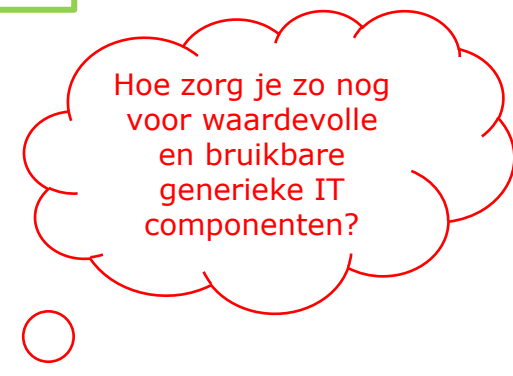 Hoe zorg je zo nog
voor waardevolle
en bruikbare
generieke IT
componenten?